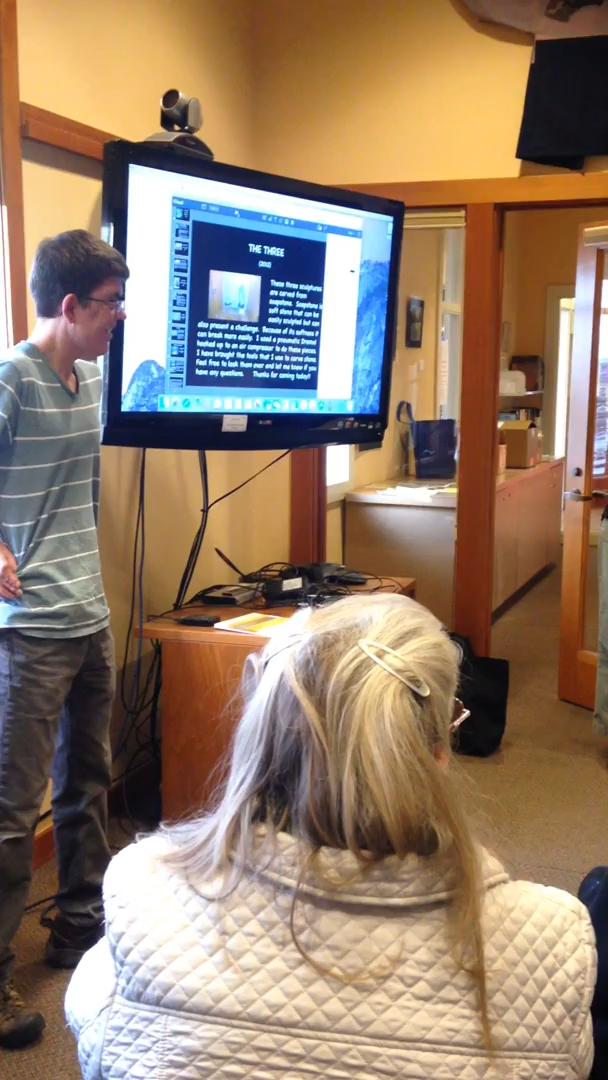 THE THREE
(2012)
These three sculptures
are carved from
soapstone. Soapstone is
soft stone that can be
easily sculpted but can
also present a challenge. Because of its softness it
can break more easily. I used a pneumatic Dremel
hooked up to an air compressor to do these pieces.
I have brought the tools that I use to carve stone.
Feel free to look them over and let me know if you
have any questions. Thanks for coming today!!
LG